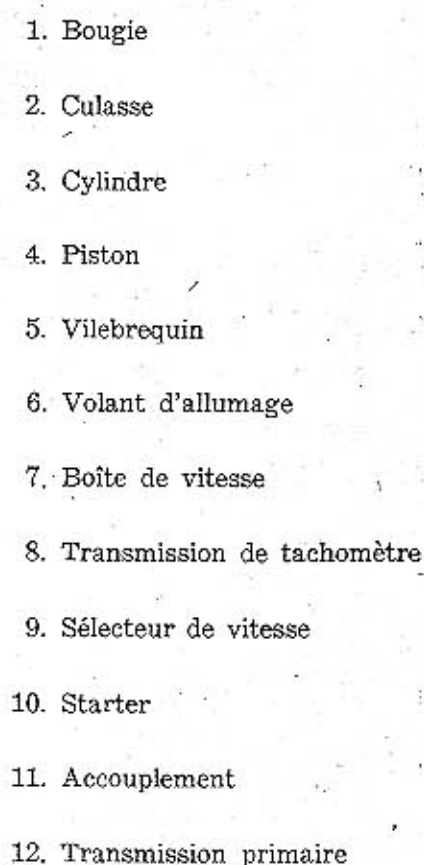 1. Bougie
2. Culasse
3. Cylindre
4. Piston
5. Vilebrequin
6. Volant d'allumage
7. Boîte de vitesse
8. Transmission de tachomètre
9. Sélecteur de vitesse
10. Starter
11. Accouplement
12. Transmission primaire